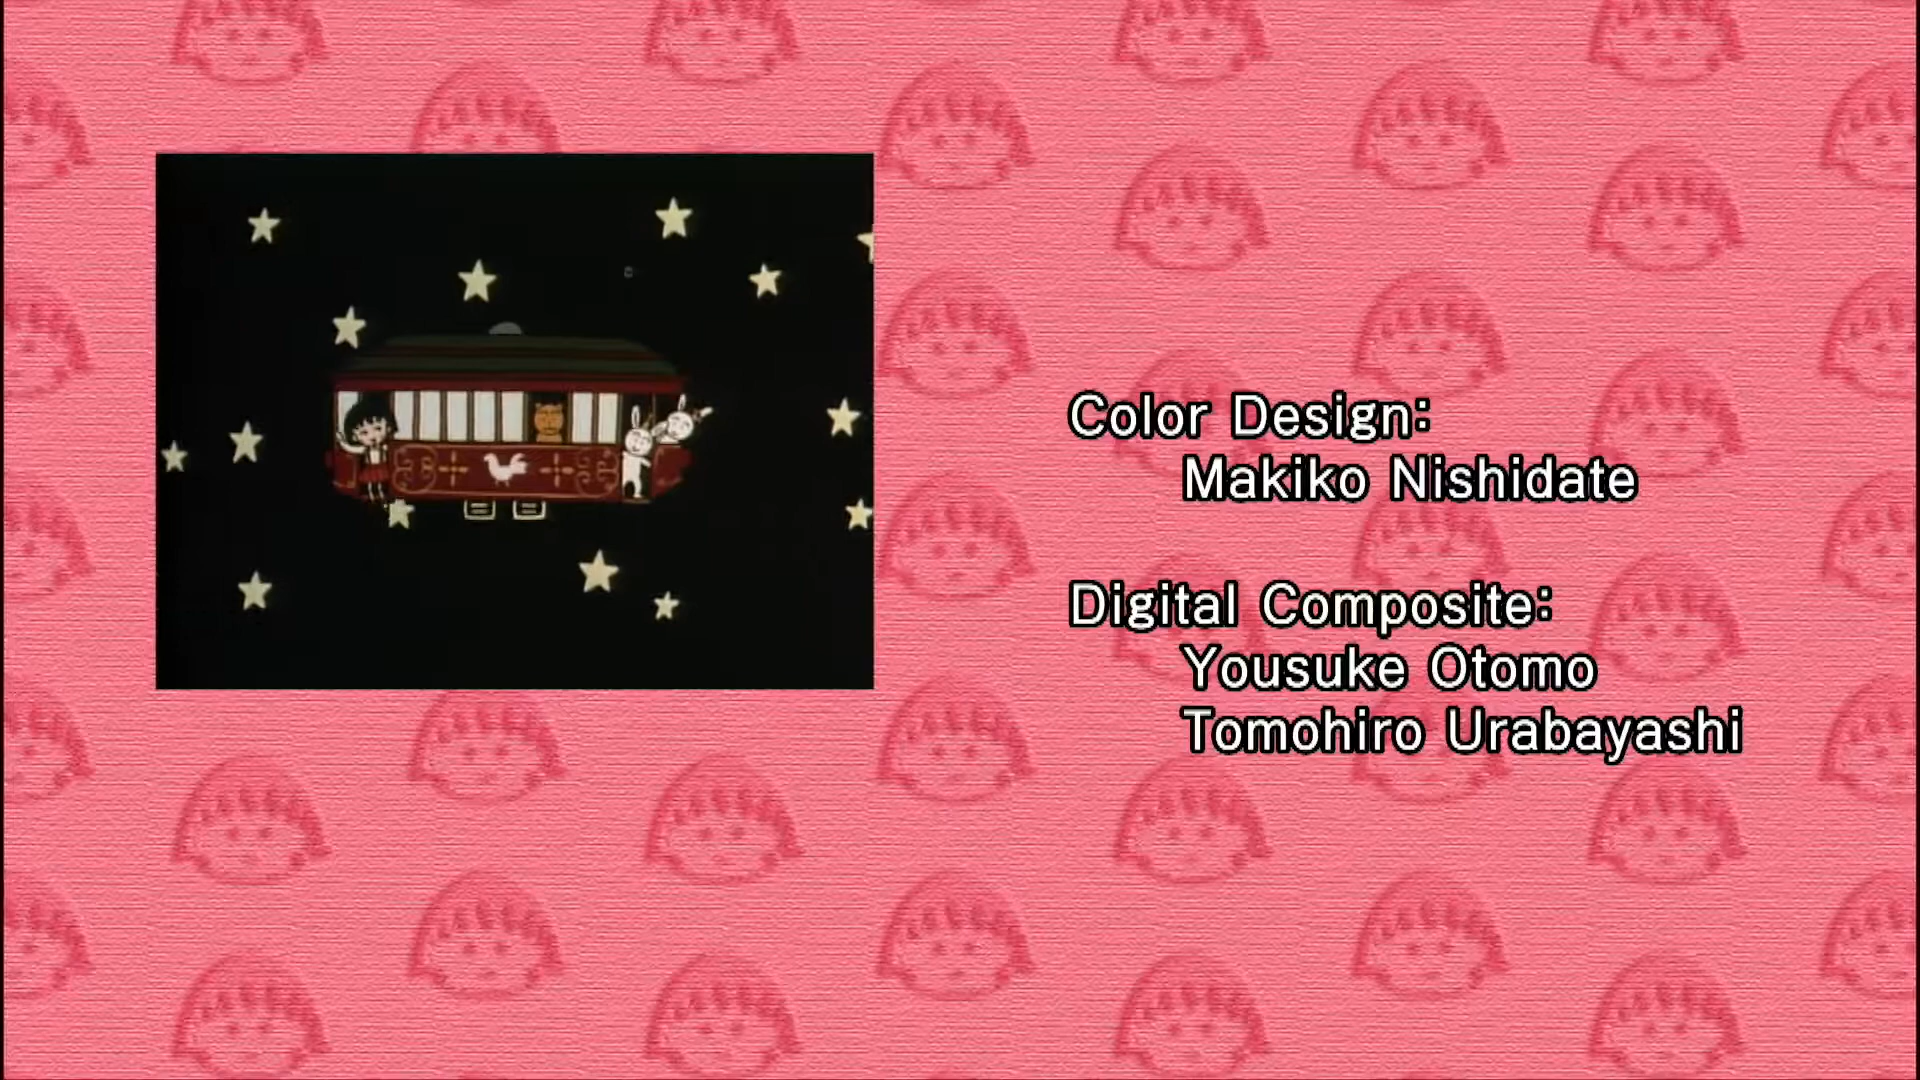 Color Design:
Makiko Nishidate
Digital Composite:
Yousuke Otomo
Tomohiro Urabayashi